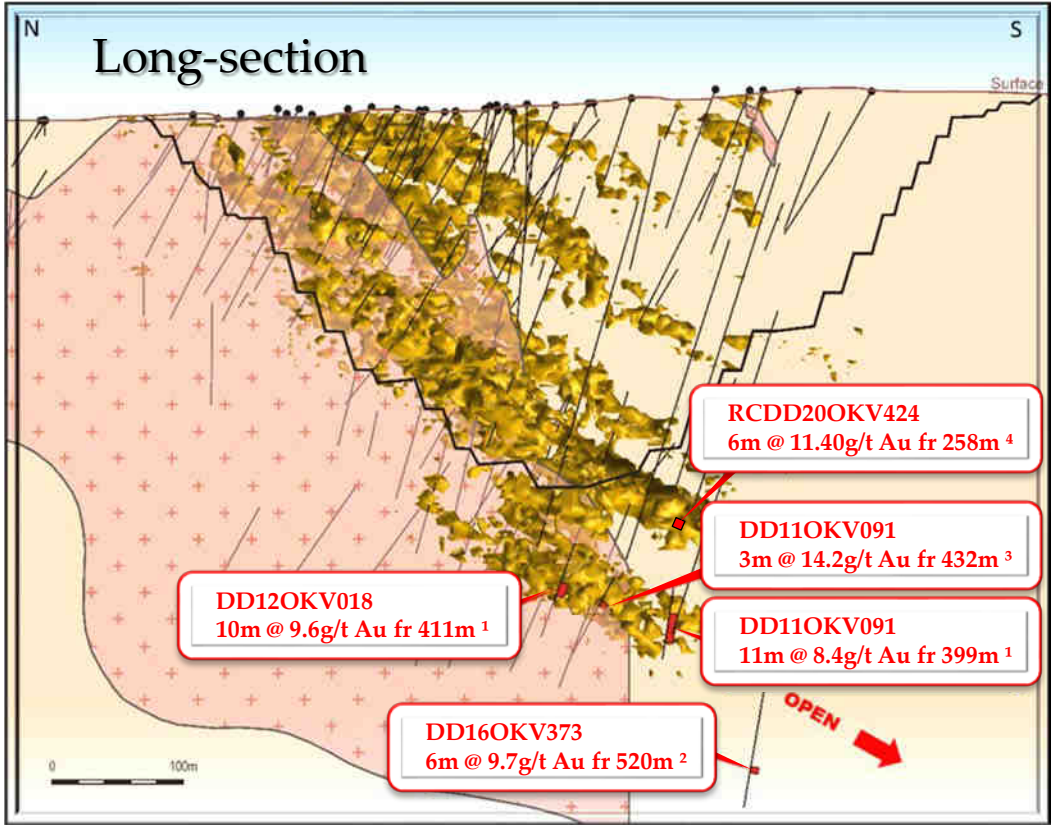 N
S
Long-section
Surface
RCDD20OKV424
6m @ 11.40g/t Au fr 258m ⁴
DD11OKV091
3m @ 14.2g/t Au fr 432m ³
DD12OKV018
10m @ 9.6g/t Au fr 411m ¹
DD11OKV091
11m @ 8.4g/t Au fr 399m ¹
OPEN
DD16OKV373
6m @ 9.7g/t Au fr 520m ²
0 100m